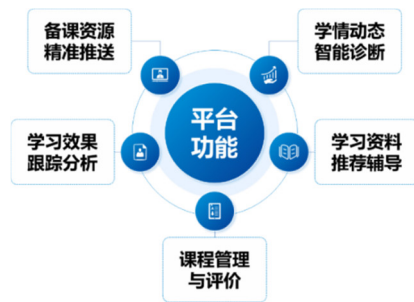 备课资源
精准推送
学情动态
智能诊断
平台
功能
学习效果
跟踪分析
学习资料
推荐辅导
课程管理
与评价